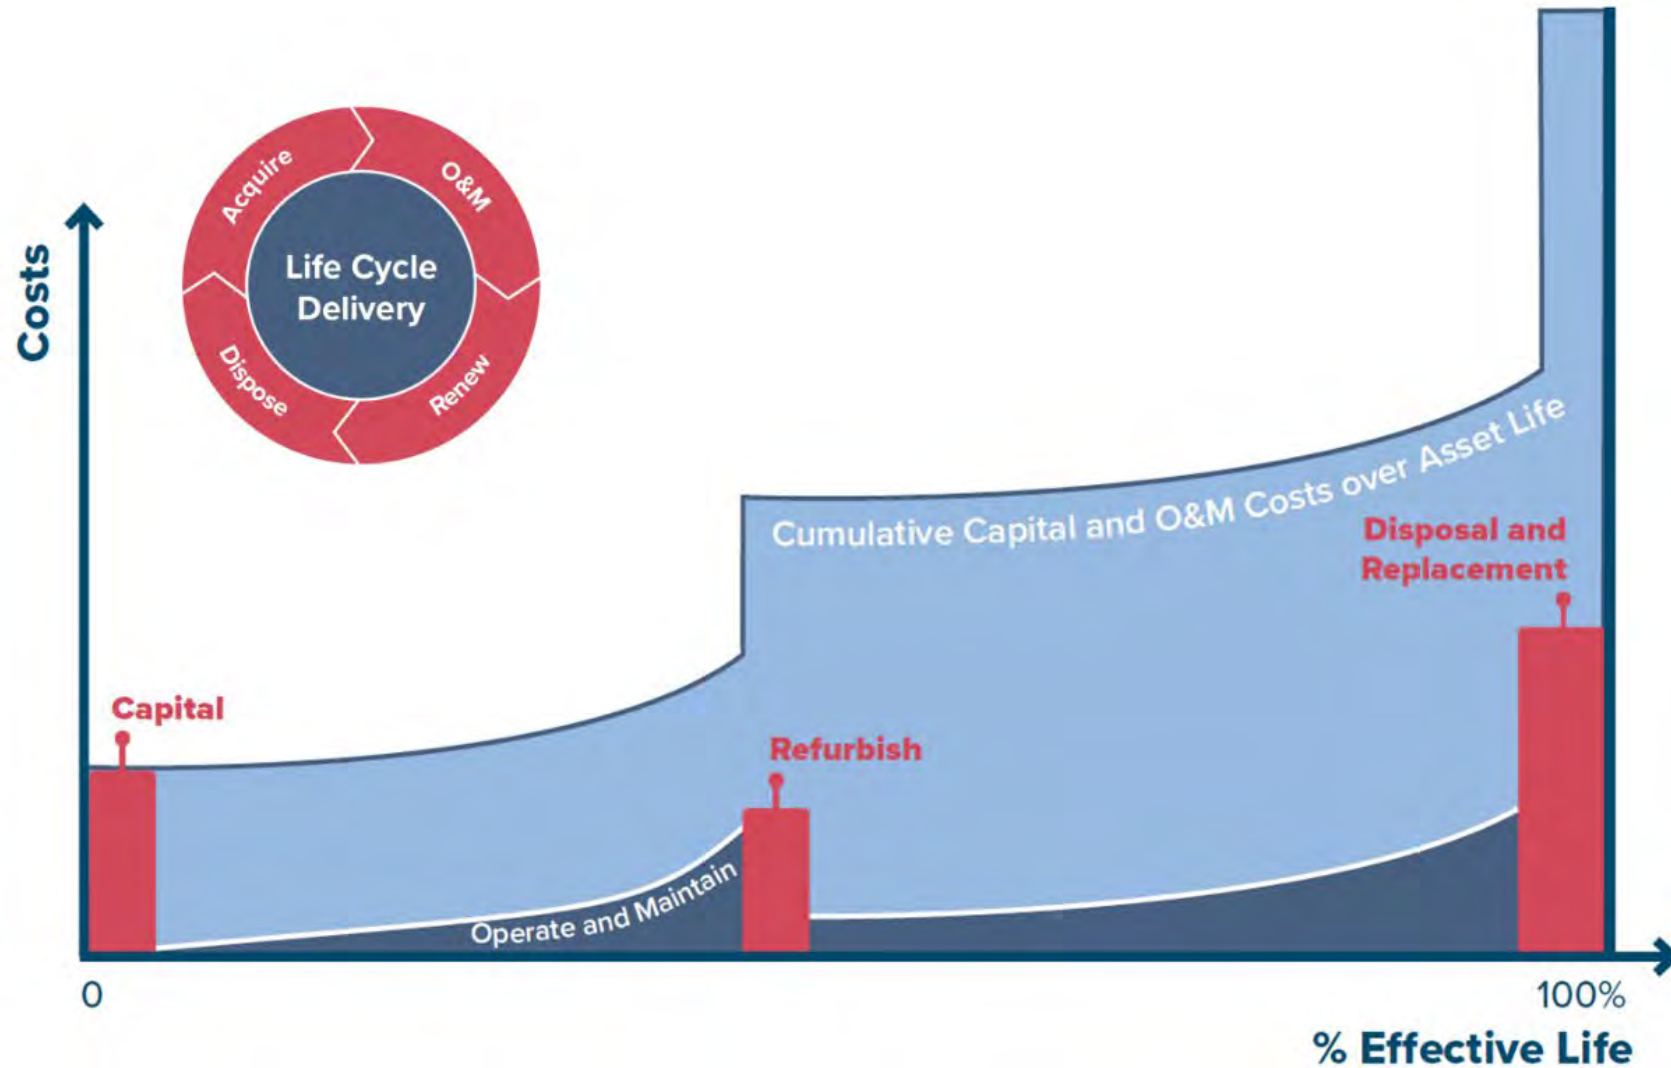 Costs
Acquire
O&M
Life Cycle
Delivery
Dispose
Renew
Cumulative Capital and O&M Costs over Asset Life
Disposal and
Replacement
Capital
Refurbish
Operate and Maintain
0
100%
% Effective Life